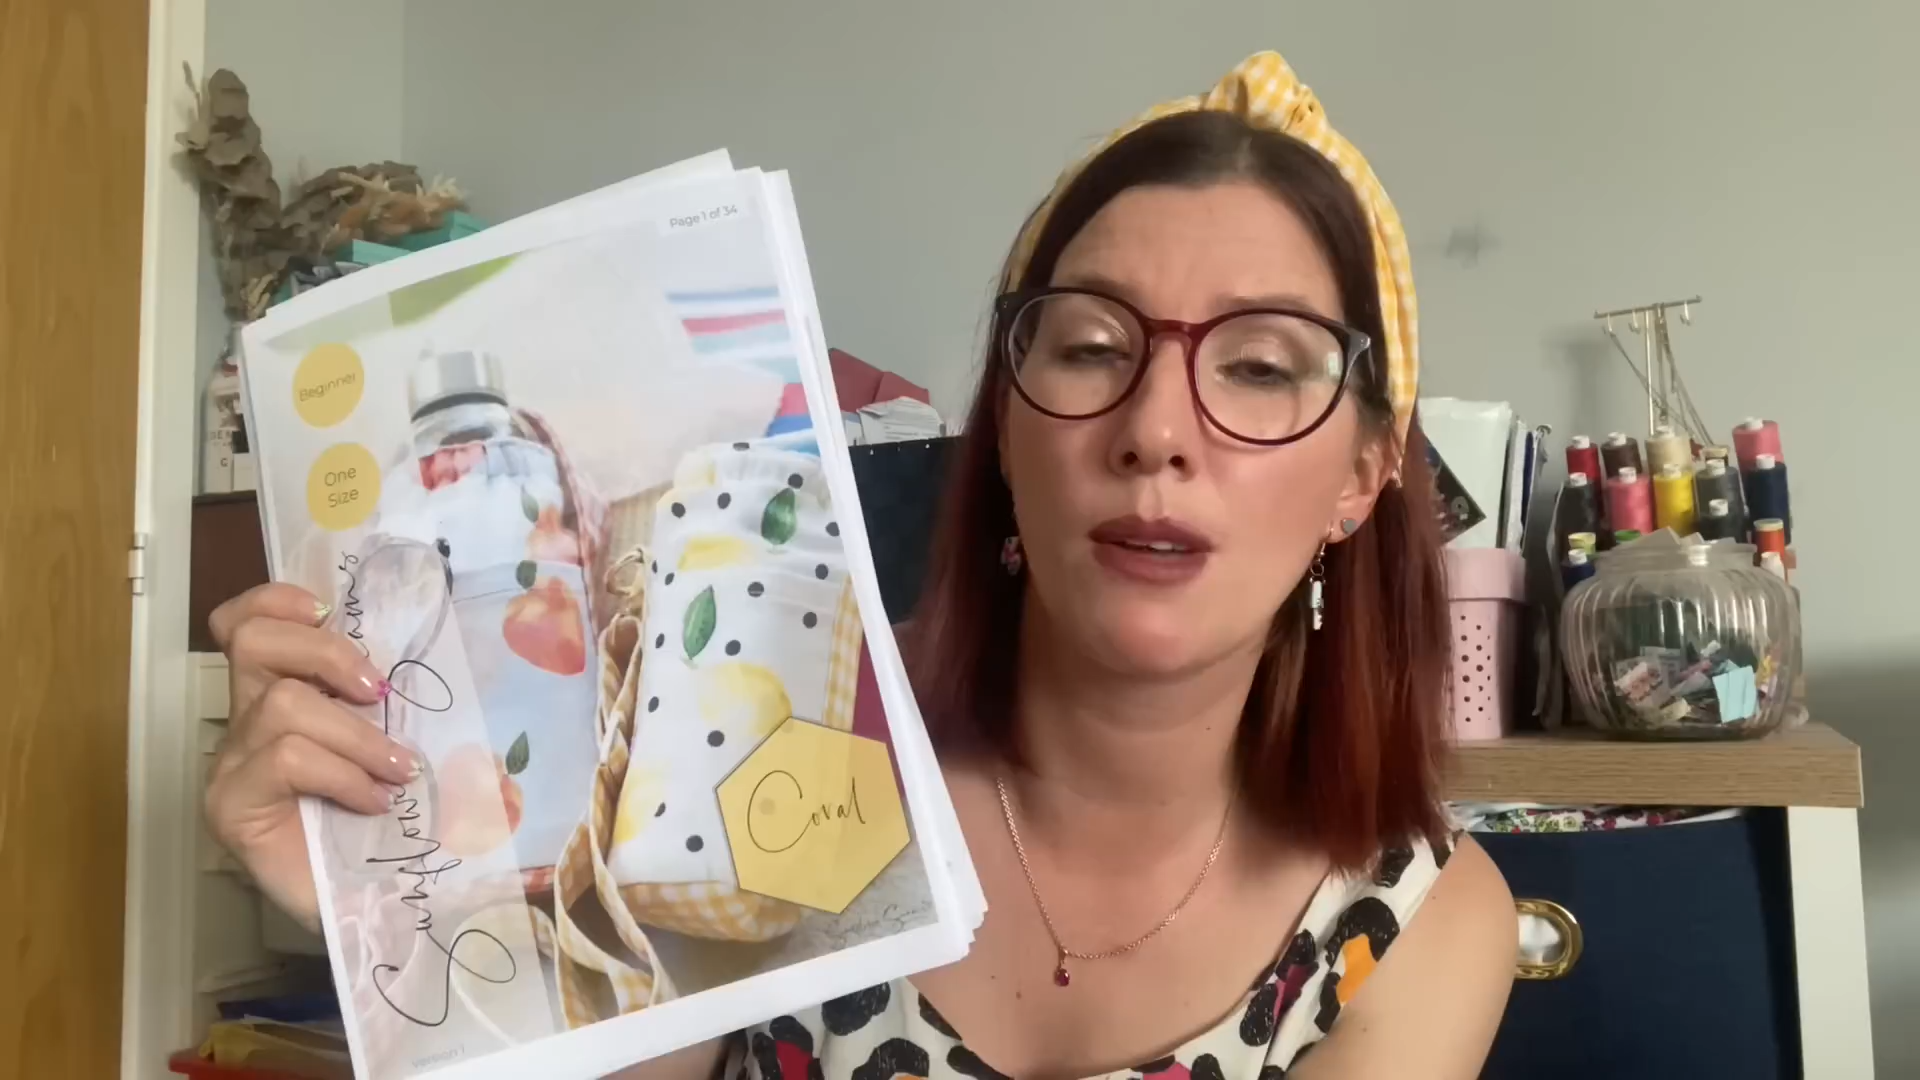 Page 1 of 34
Beginner
One
Size
Sunflower Seams
Coral
version 1